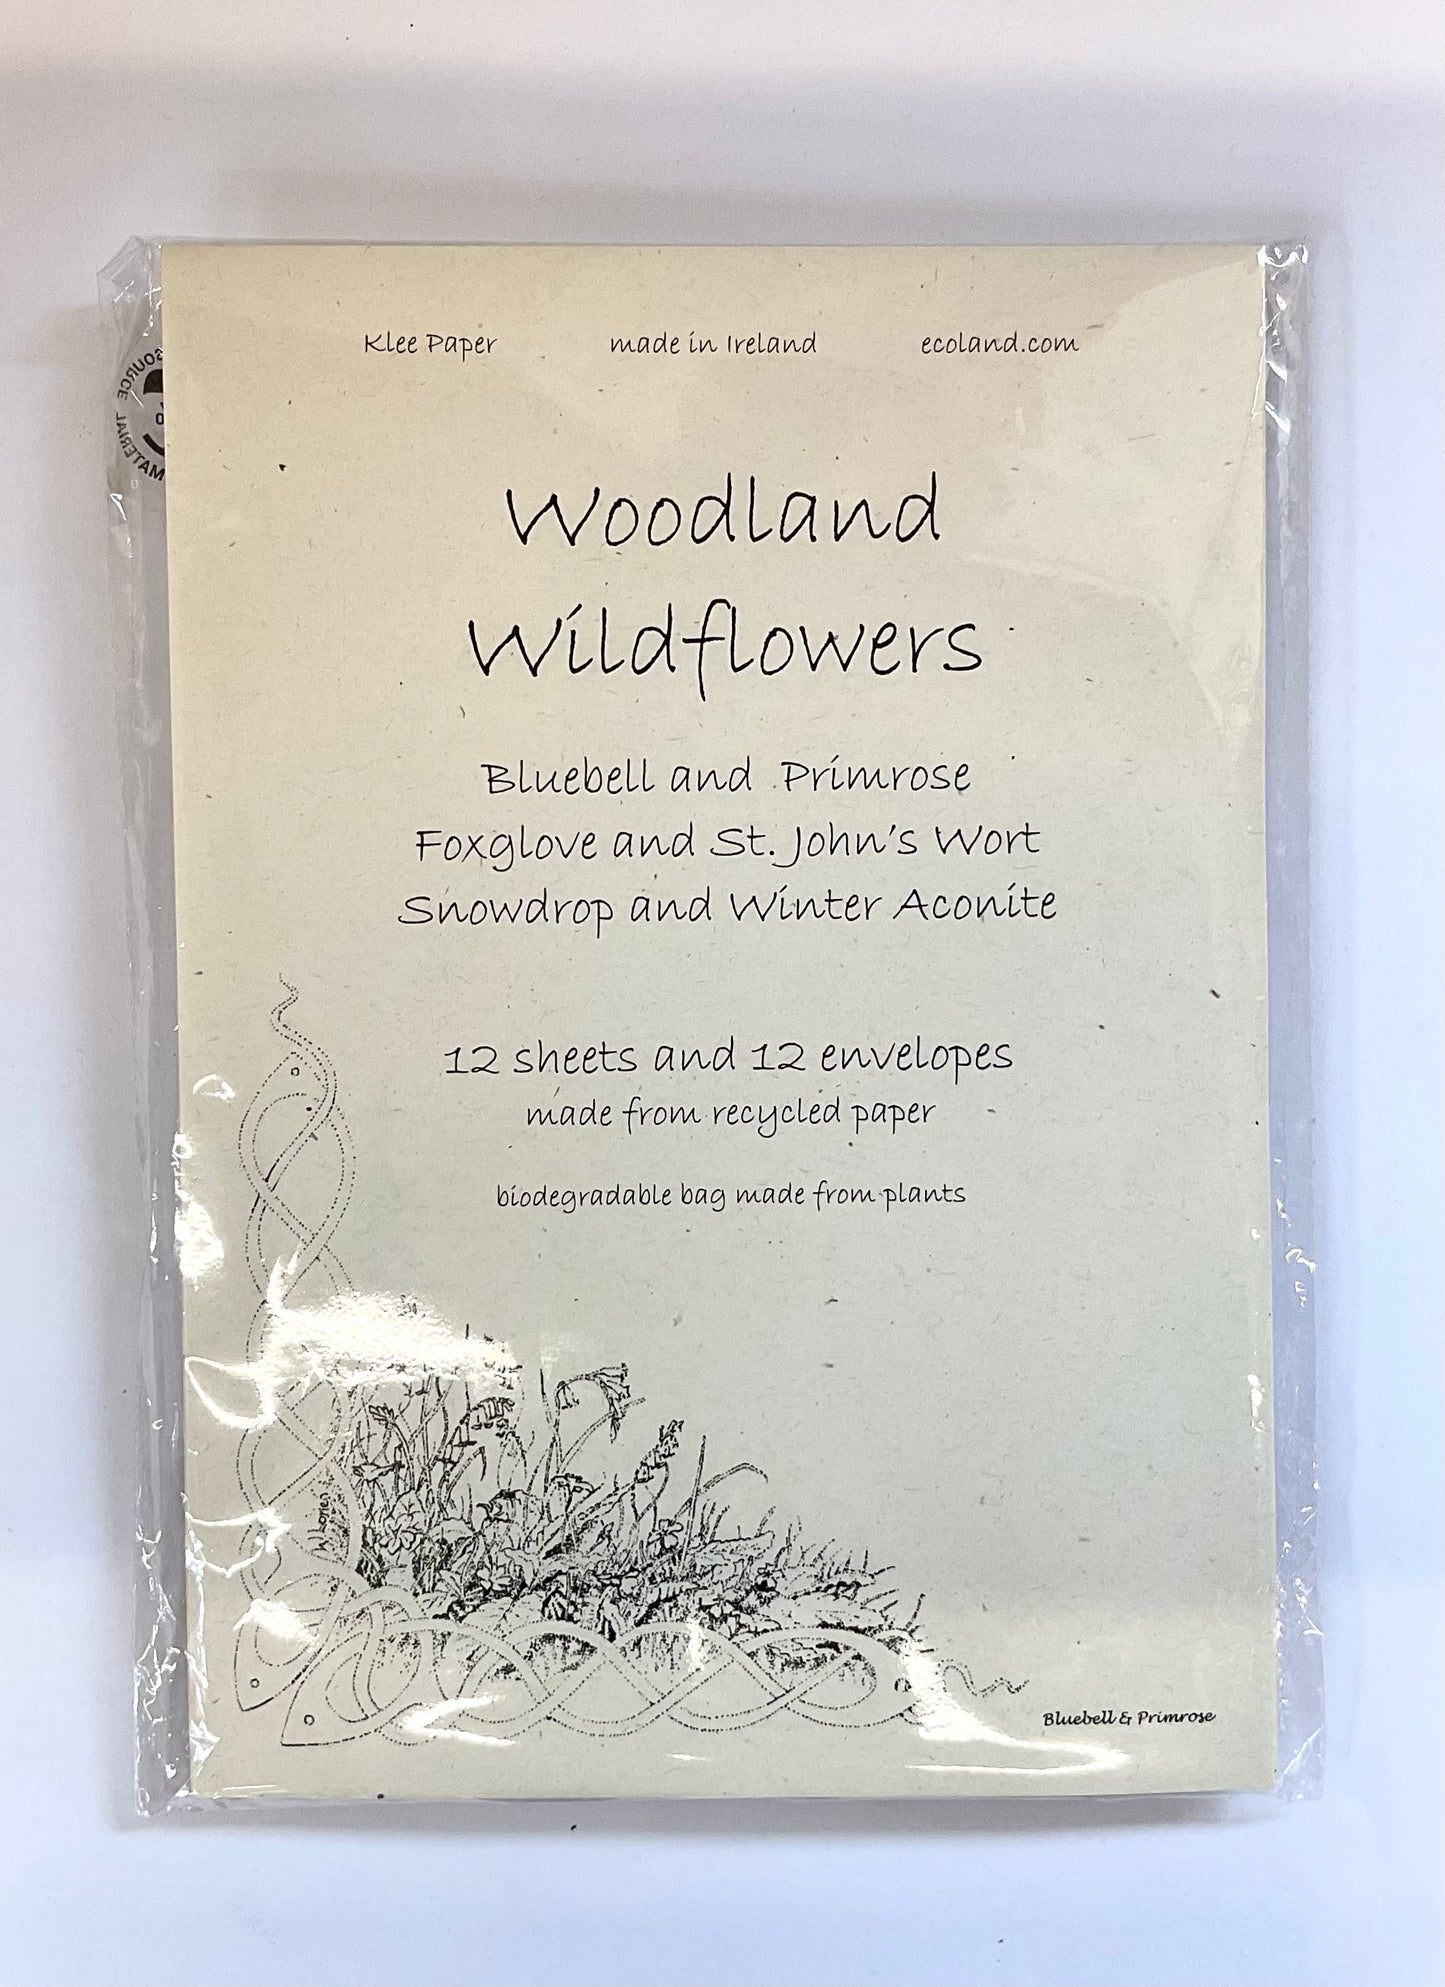 Klee Paper made in Ireland ecoland.com
Woodland
Wildflowers
Bluebell and Primrose
Foxglove and St. John's Wort
Snowdrop and Winter Aconite
12 sheets and 12 envelopes
made from recycled paper
biodegradable bag made from plants
Bluebell & Primrose
MATERIAL